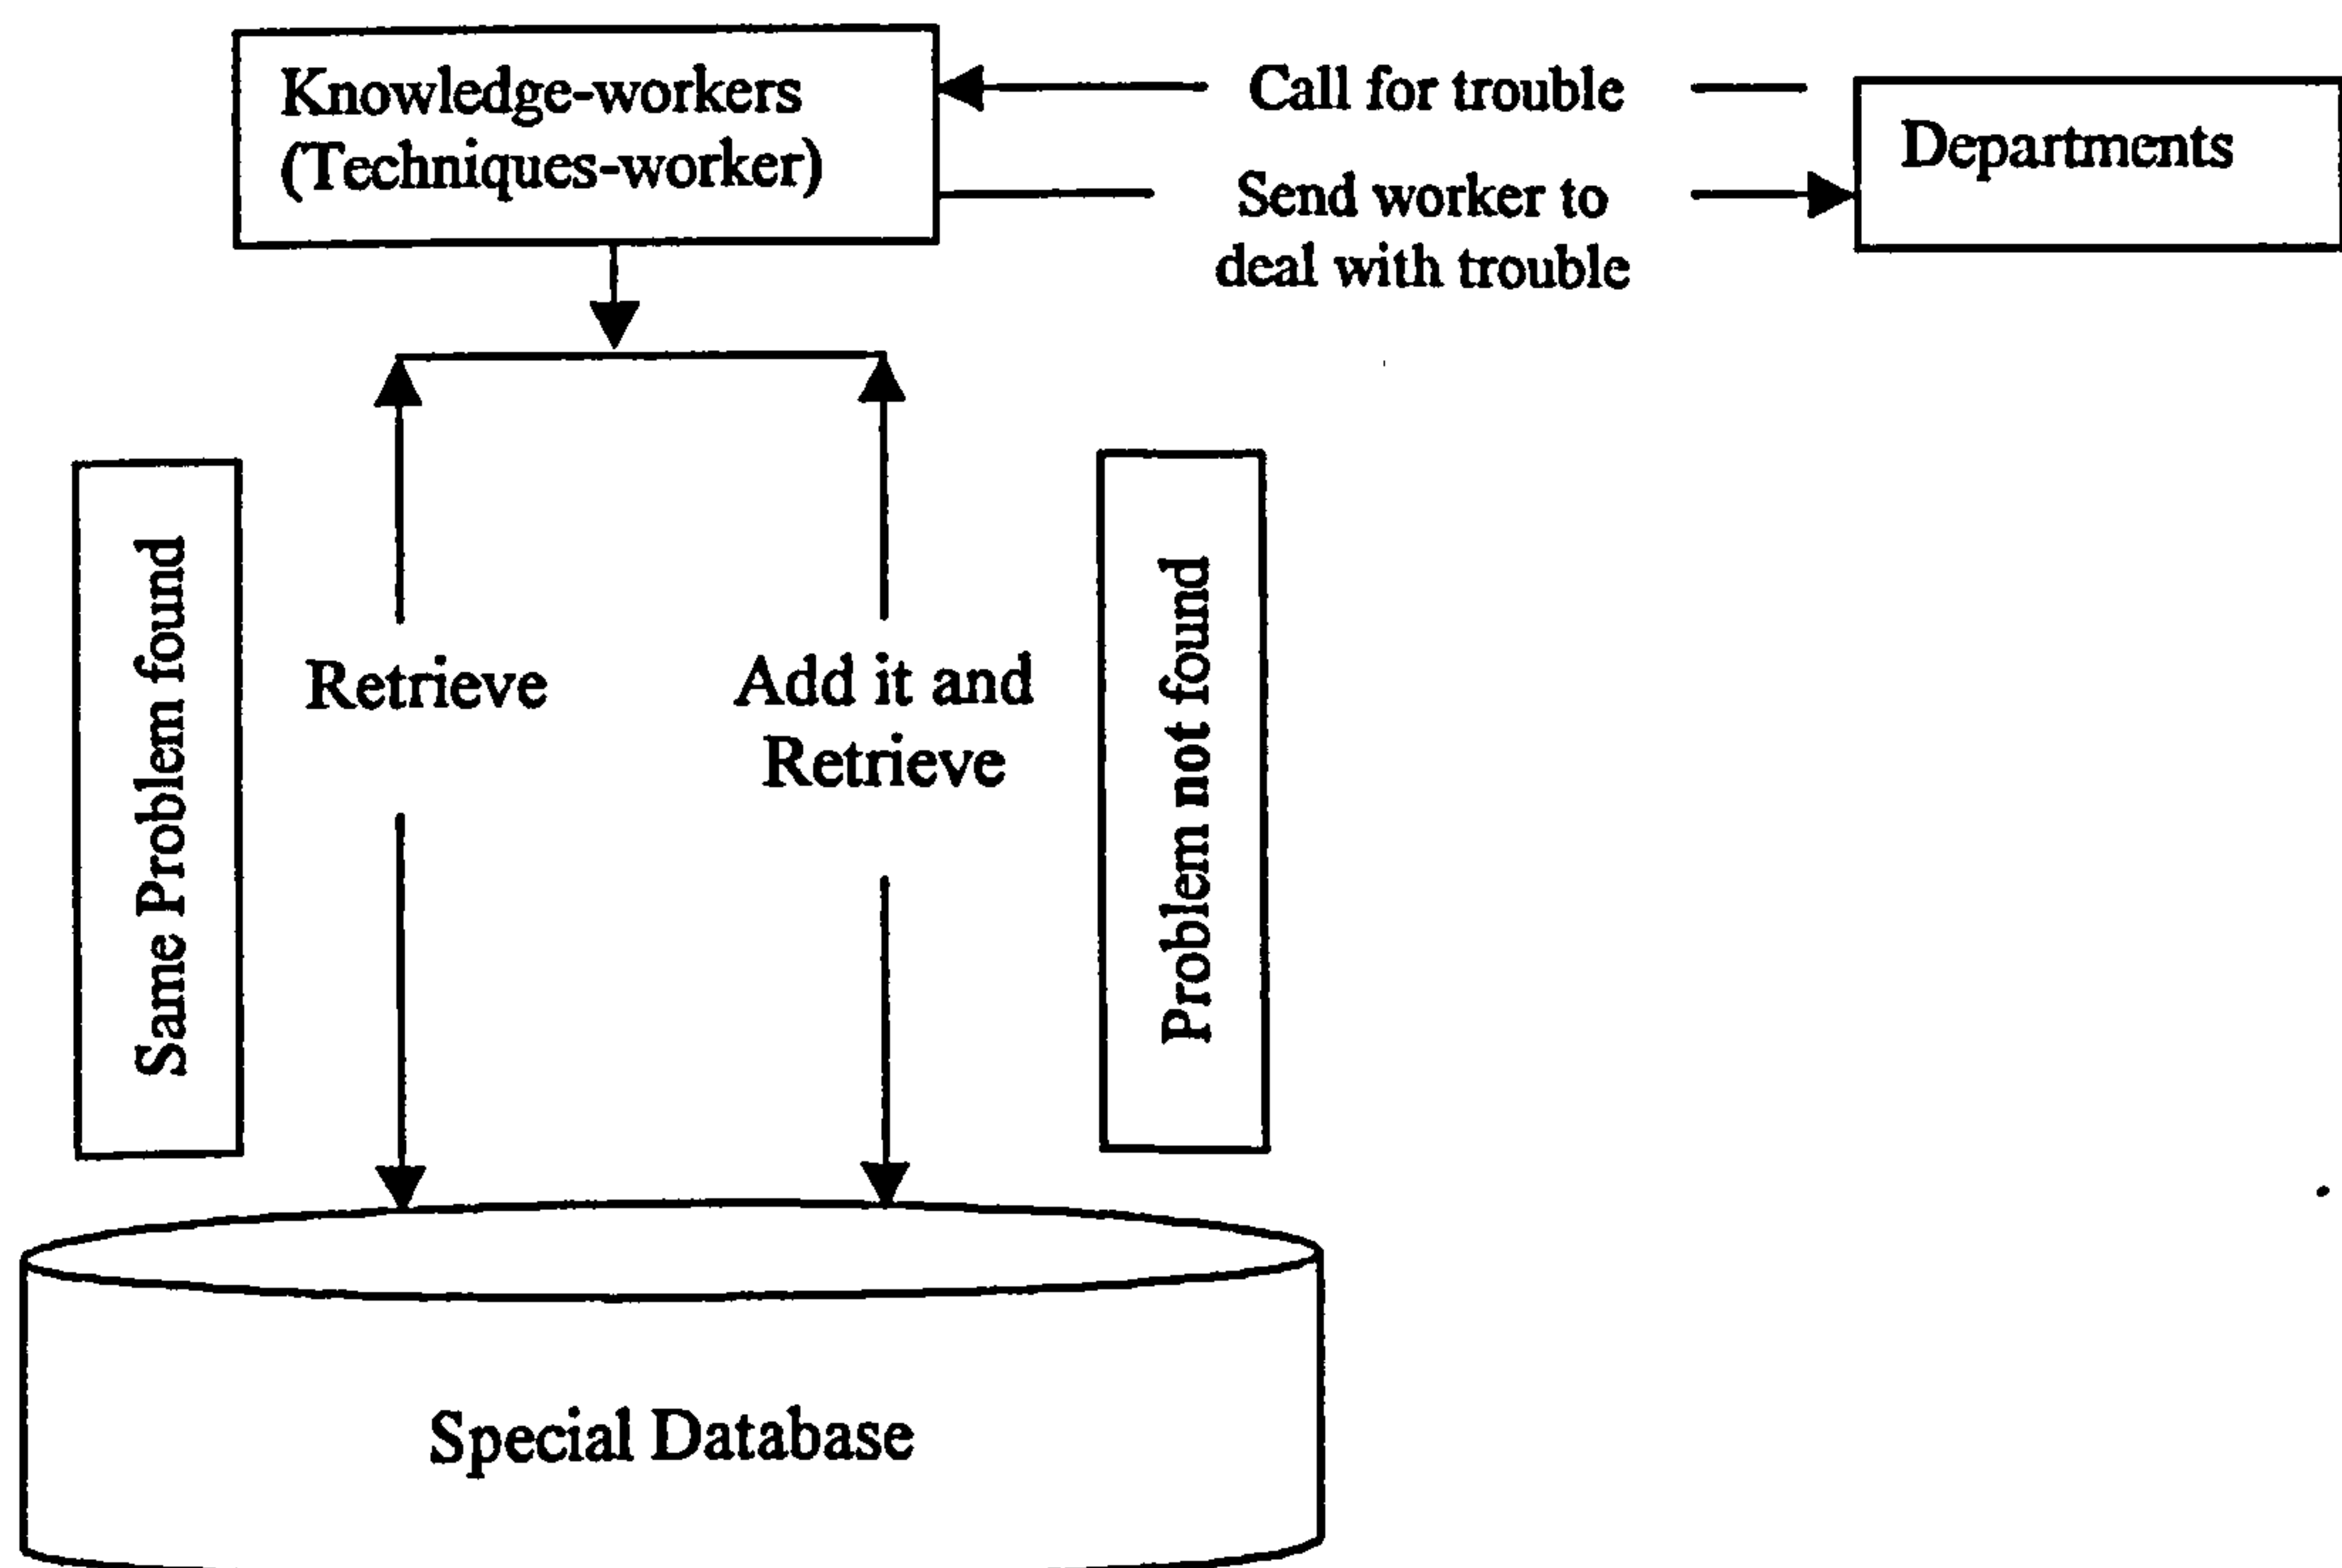 Knowledge-workers
(Techniques-worker)
Call for trouble
Send worker to
deal with trouble
Departments
Same Problem found
Retrieve
Add it and
Retrieve
Problem not found
Special Database